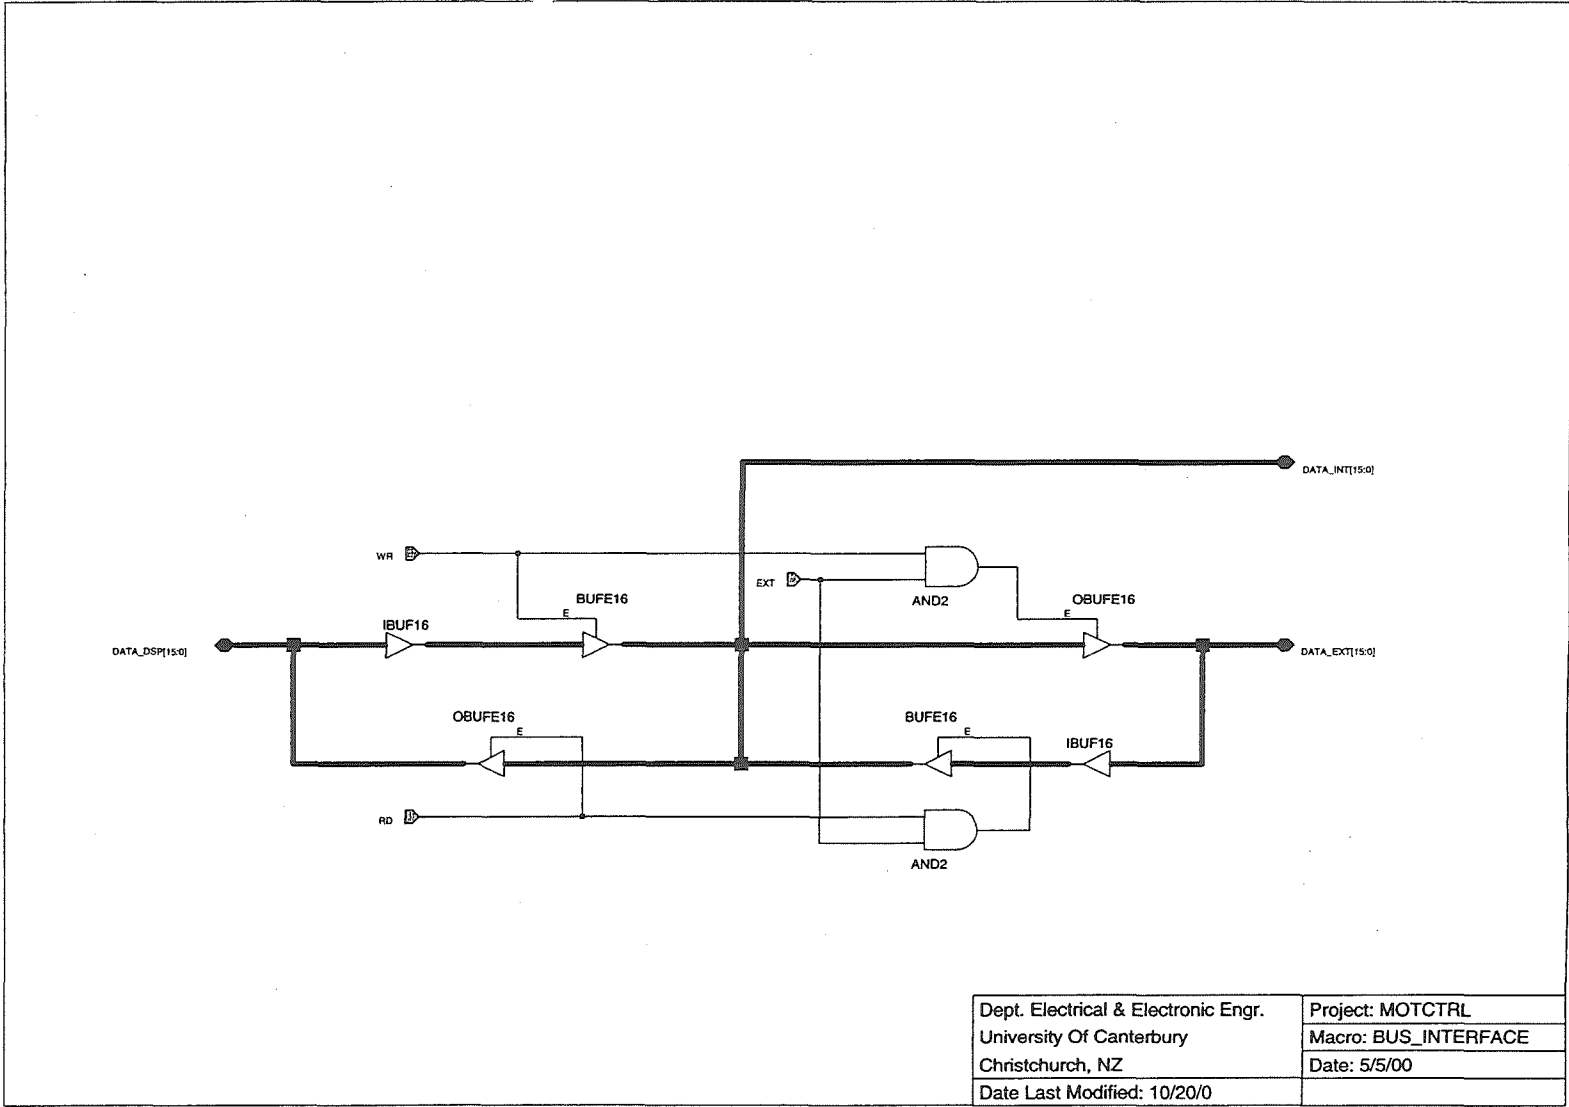 DATA_INT[15:0]
WR
EXT
AND2
BUFE16
E
OBUFE16
E
IBUF16
DATA_DSP[15:0]
DATA_EXT[15:0]
OBUFE16
E
BUFE16
E
IBUF16
RD
AND2
Dept. Electrical & Electronic Engr.
Project: MOTCTRL
University Of Canterbury
Macro: BUS_INTERFACE
Christchurch, NZ
Date: 5/5/00
Date Last Modified: 10/20/0